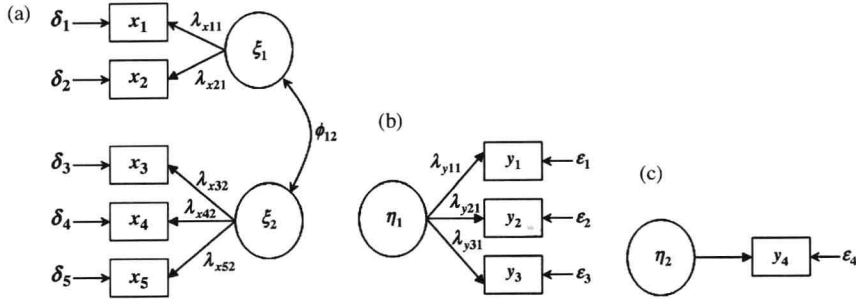 (a)
δ1
x1
λx11
ξ1
δ2
x2
λx21
ϕ12
δ3
x3
λx32
δ4
x4
λx42
ξ2
δ5
x5
λx52
(b)
η1
λy11
y1
ε1
λy21
y2
ε2
λy31
y3
ε3
(c)
η2
y4
ε4